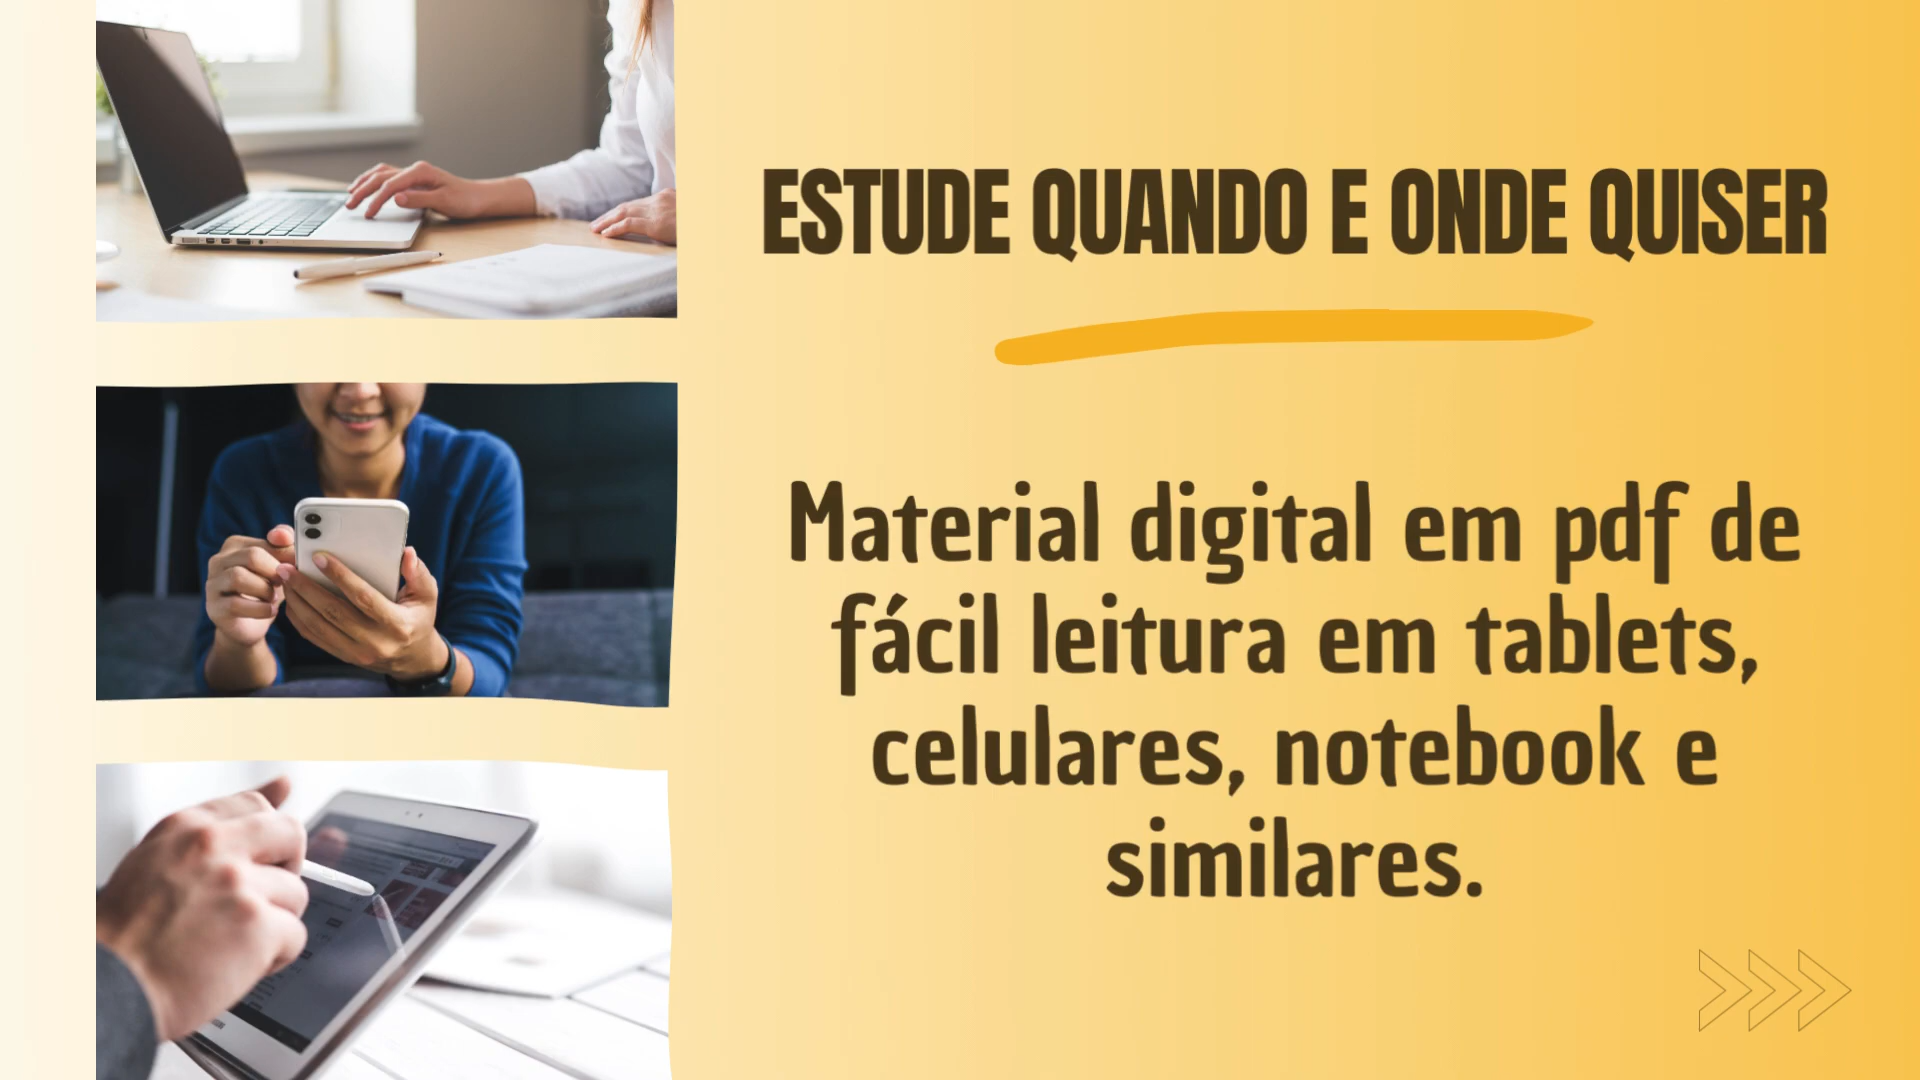 ESTUDE QUANDO E ONDE QUISER
Material digital em pdf de
fácil leitura em tablets,
celulares, notebook e
similares.